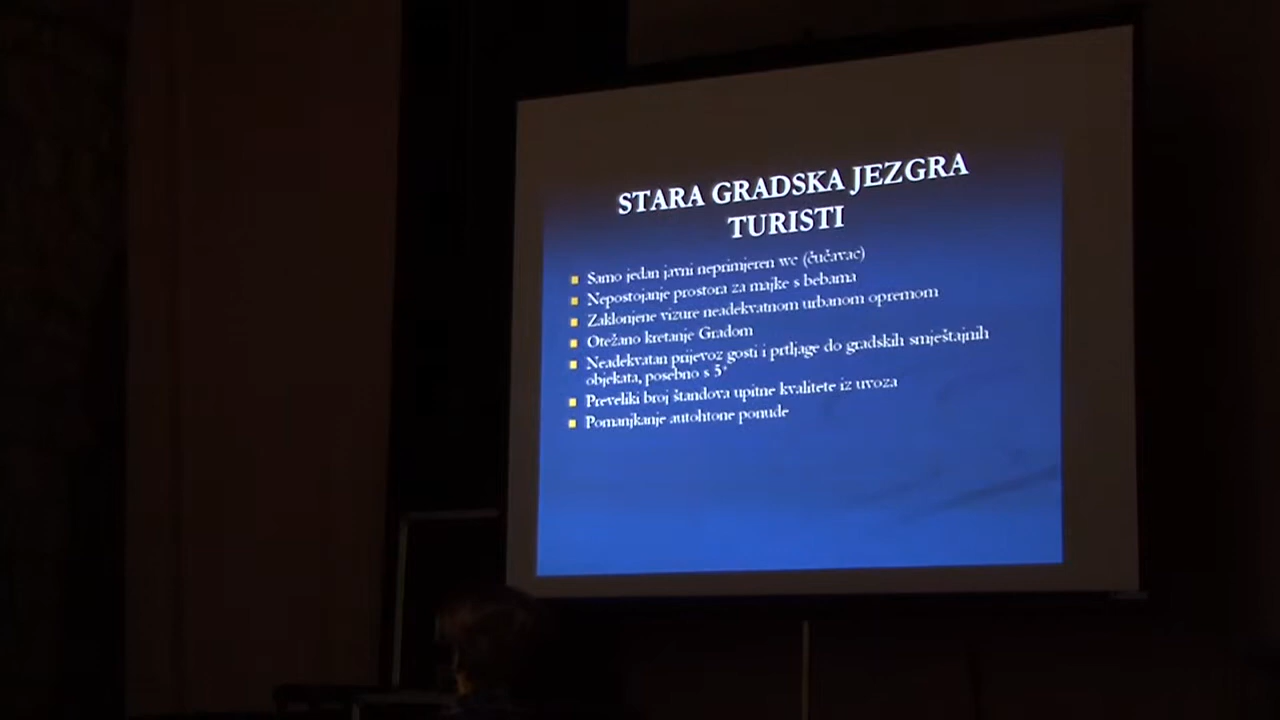 STARA GRADSKA JEZGRA
TURISTI
Samo jedan javni neprimjeren wc (čučavac)
Nepostojanje prostora za majke s bebama
Zaklonjene vizure neadekvatnom urbanom opremom
Otežano kretanje Gradom
Neadekvatan prijevoz gosti i prtljage do gradskih smještajnih
objekata, posebno s 5*
Preveliki broj štandova upitne kvalitete iz uvoza
Pomanjkanje autohtone ponude